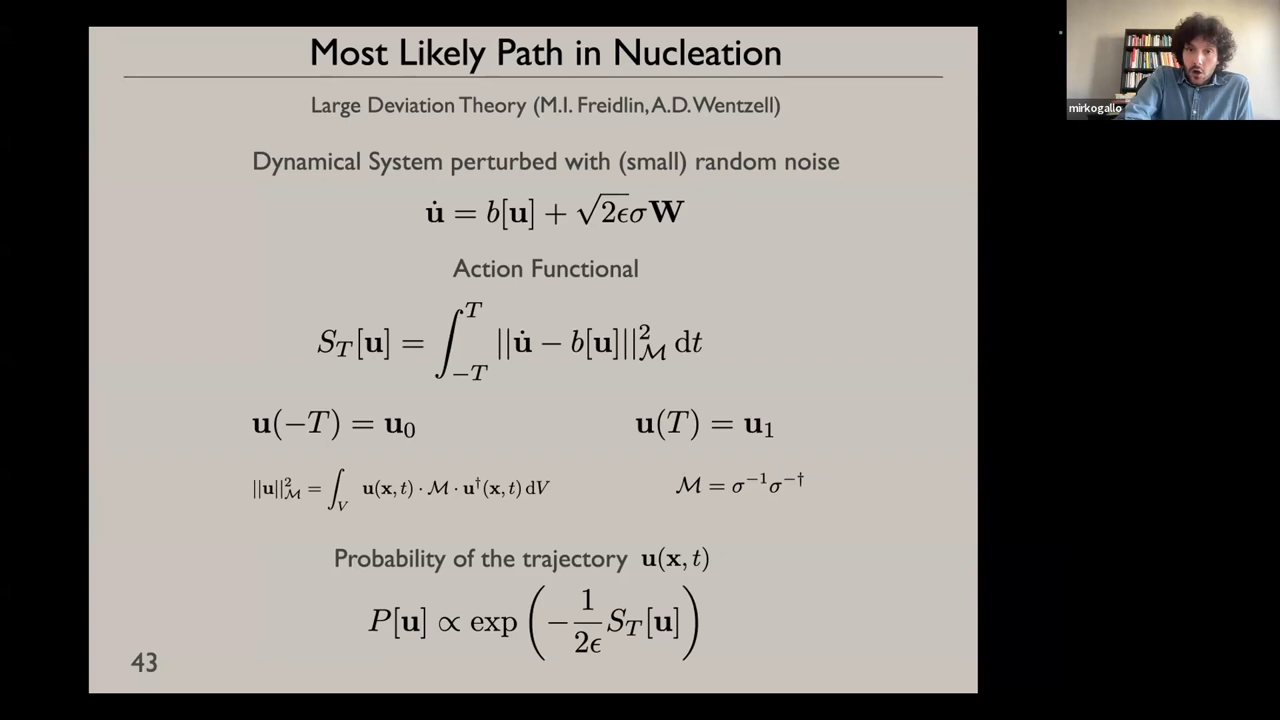 Most Likely Path in Nucleation
Large Deviation Theory (M.I. Freidlin, A.D. Wentzell)
Dynamical System perturbed with (small) random noise
u̇ = b[u] + √2ϵσW
Action Functional
S_T[u] = ∫_{−T}^{T} ||u̇ − b[u]||²_ℳ dt
u(−T) = u₀ u(T) = u₁
||u||²_ℳ = ∫_V u(x, t) · ℳ · u†(x, t) dV ℳ = σ⁻¹σ^{−†}
Probability of the trajectory u(x, t)
P[u] ∝ exp(−1/2ϵ S_T[u])
43
mirkogallo